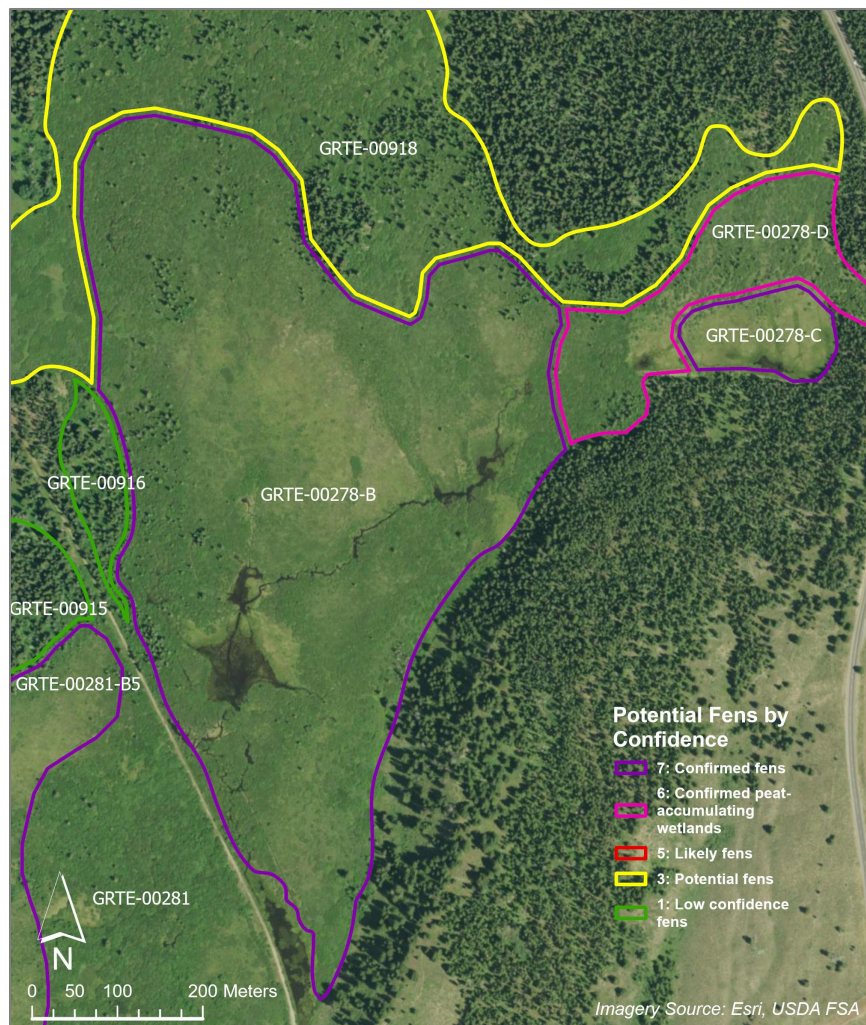 GRTE-00918
GRTE-00278-D
GRTE-00278-C
GRTE-00916
GRTE-00278-B
GRTE-00915
GRTE-00281-B5
GRTE-00281
Potential Fens by
Confidence
7: Confirmed fens
6: Confirmed peat-
accumulating
wetlands
5: Likely fens
3: Potential fens
1: Low confidence
fens
N
0 50 100 200 Meters
Imagery Source: Esri, USDA FSA